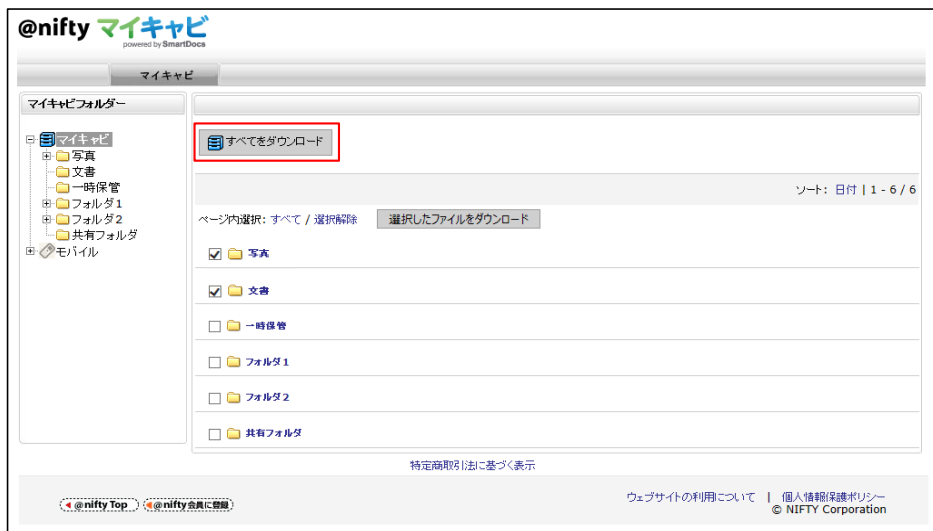 @nifty マイキャビ
powered by SmartDocs
マイキャビ
マイキャビフォルダー
マイキャビ
写真
文書
一時保管
フォルダ1
フォルダ2
共有フォルダ
モバイル
すべてをダウンロード
ソート: 日付 | 1 - 6 / 6
ページ内選択: すべて / 選択解除 選択したファイルをダウンロード
写真
文書
一時保管
フォルダ1
フォルダ2
共有フォルダ
特定商取引法に基づく表示
@nifty Top @nifty会員に登録
ウェブサイトの利用について | 個人情報保護ポリシー
© NIFTY Corporation